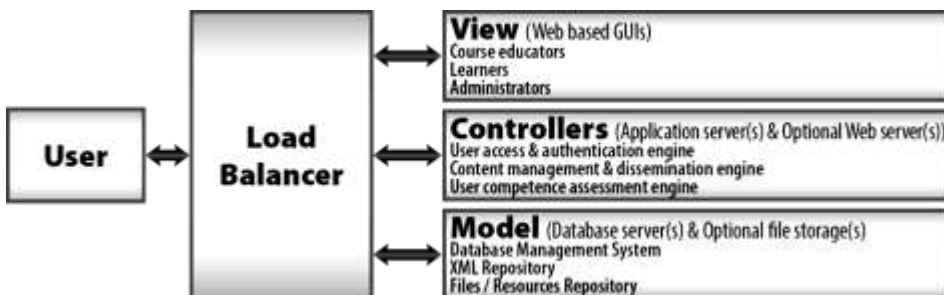 User
Load
Balancer
View (Web based GUIs)
Course educators
Learners
Administrators
Controllers (Application server(s) & Optional Web server(s))
User access & authentication engine
Content management & dissemination engine
User competence assessment engine
Model (Database server(s) & Optional file storage(s)
Database Management System
XML Repository
Files / Resources Repository